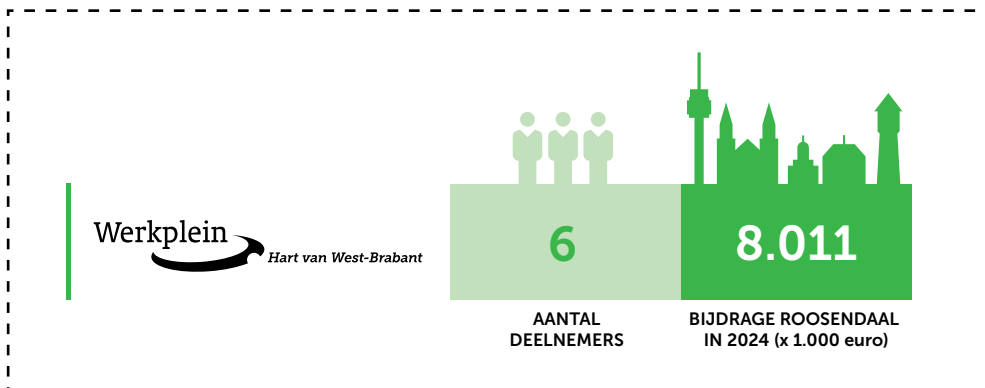 Werkplein
Hart van West-Brabant
6
8.011
AANTAL
DEELNEMERS
BIJDRAGE ROOSENDAAL
IN 2024 (x 1.000 euro)